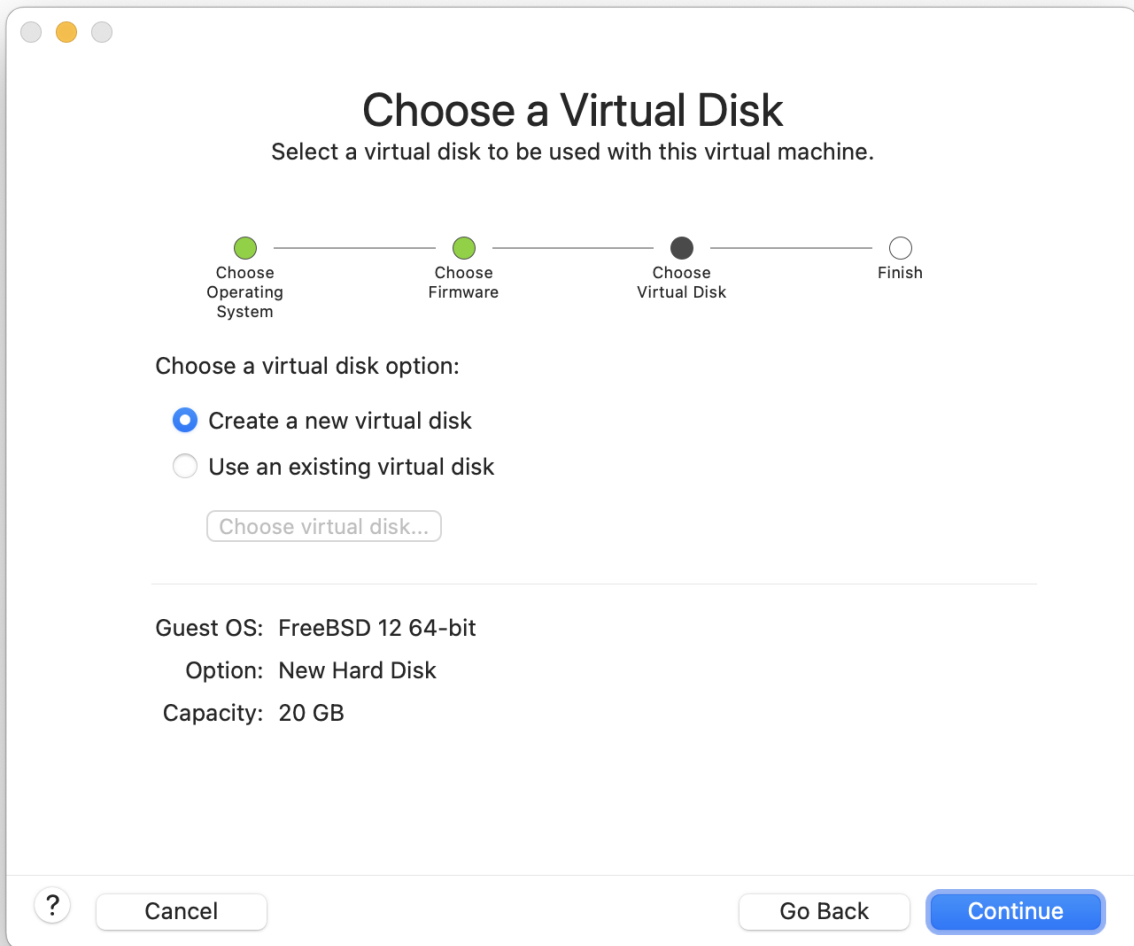 Choose a Virtual Disk
Select a virtual disk to be used with this virtual machine.
Choose
Operating
System
Choose
Firmware
Choose
Virtual Disk
Finish
Choose a virtual disk option:
Create a new virtual disk
Use an existing virtual disk
Choose virtual disk...
Guest OS: FreeBSD 12 64-bit
Option: New Hard Disk
Capacity: 20 GB
? Cancel Go Back Continue